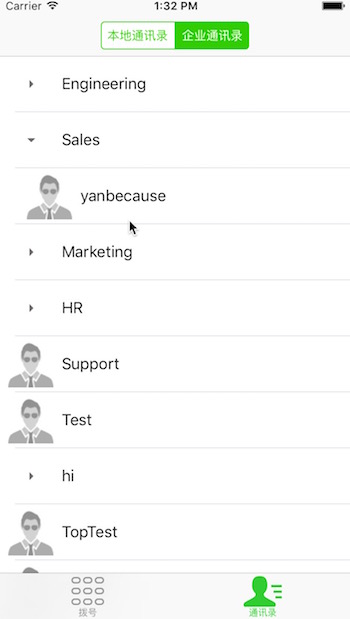 Carrier 1:32 PM
本地通讯录 企业通讯录
Engineering
Sales
yanbecause
Marketing
HR
Support
Test
hi
TopTest
拨号 通讯录